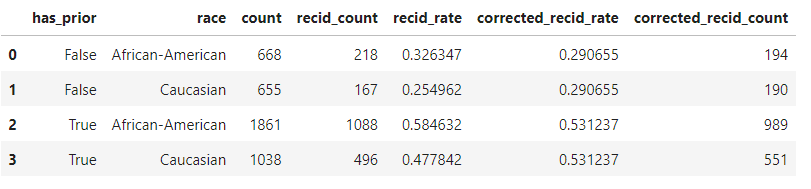 has_prior race count recid_count recid_rate corrected_recid_rate corrected_recid_count
0 False African-American 668 218 0.326347 0.290655 194
1 False Caucasian 655 167 0.254962 0.290655 190
2 True African-American 1861 1088 0.584632 0.531237 989
3 True Caucasian 1038 496 0.477842 0.531237 551